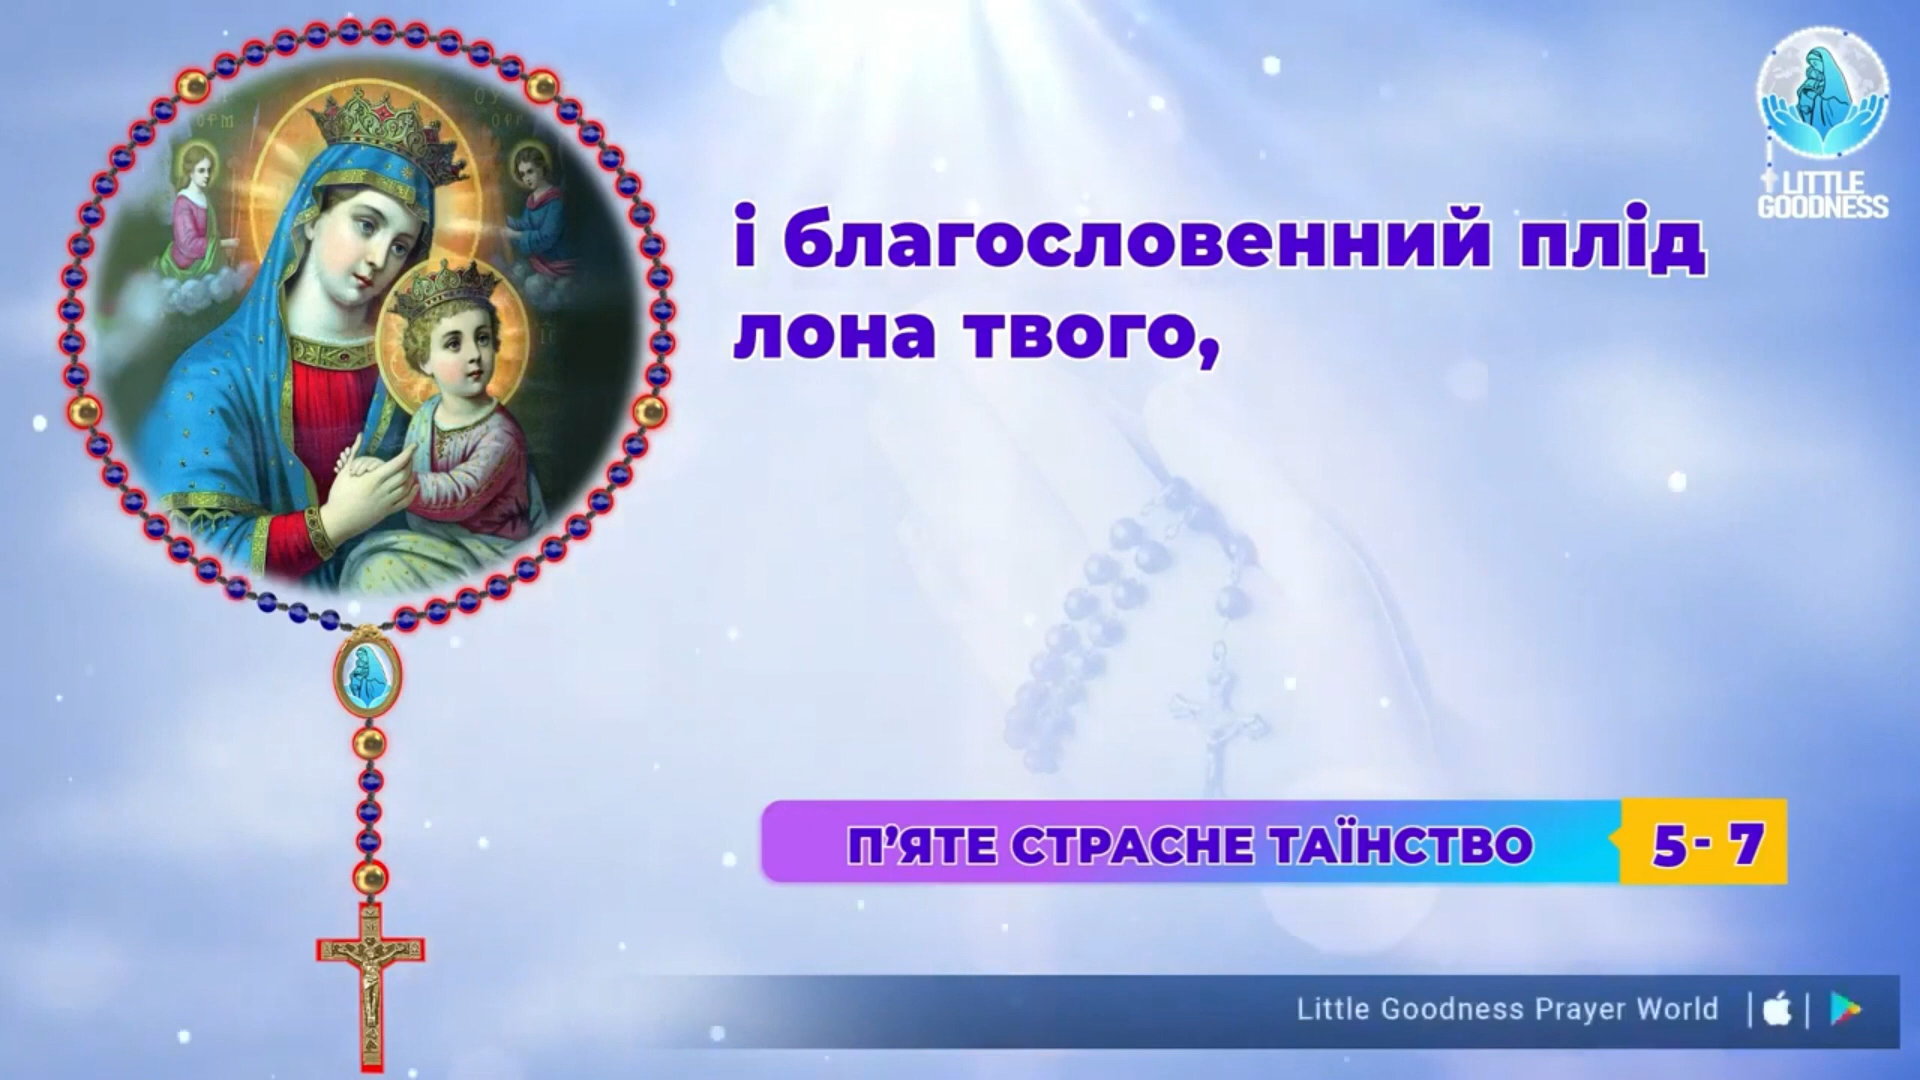 LITTLE
GOODNESS
і благословенний плід
лона твого,
П’ЯТЕ СТРАСНЕ ТАЇНСТВО
5- 7
Little Goodness Prayer World